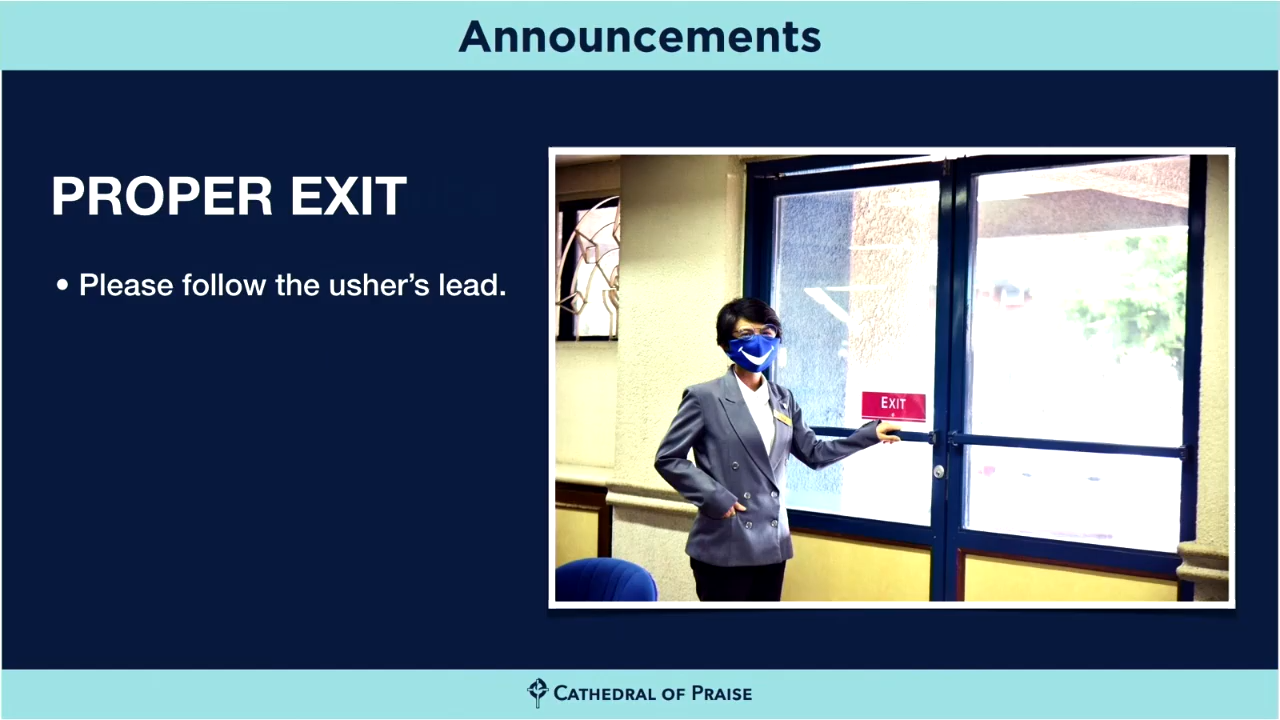 Announcements
PROPER EXIT
• Please follow the usher’s lead.
EXIT
CATHEDRAL OF PRAISE